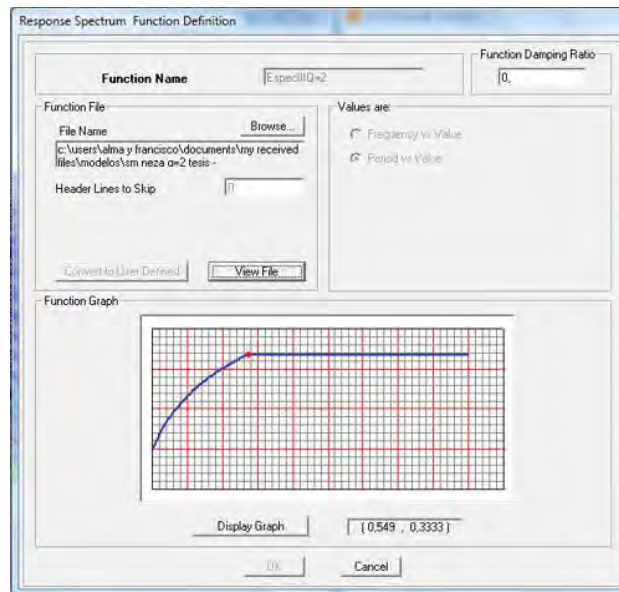 Response Spectrum Function Definition
Function Damping Ratio
Function Name
EspecIIIQ=2
0,
Function File
Values are:
File Name
Browse...
Frequency vs Value
c:\users\alma y francisco\documents\my received
files\modelos\sm neza α=2 tesis -
Period vs Value
Header Lines to Skip
0
Convert to User Defined
View File
Function Graph
Display Graph
( 0,549 , 0,3333 )
OK
Cancel